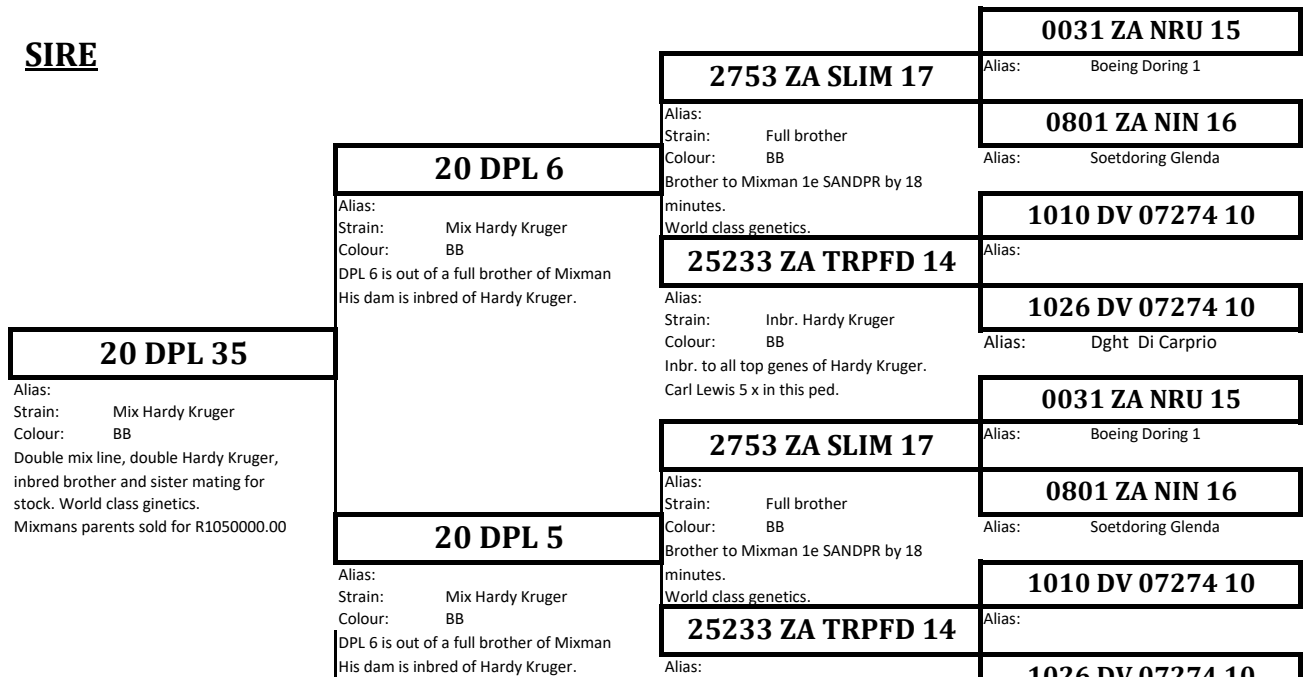 SIRE
20 DPL 35
Alias:
Strain: Mix Hardy Kruger
Colour: BB
Double mix line, double Hardy Kruger,
inbred brother and sister mating for
stock. World class ginetics.
Mixmans parents sold for R1050000.00
20 DPL 6
Alias:
Strain: Mix Hardy Kruger
Colour: BB
DPL 6 is out of a full brother of Mixman
His dam is inbred of Hardy Kruger.
20 DPL 5
Alias:
Strain: Mix Hardy Kruger
Colour: BB
DPL 6 is out of a full brother of Mixman
His dam is inbred of Hardy Kruger.
2753 ZA SLIM 17
Alias:
Strain: Full brother
Colour: BB
Brother to Mixman 1e SANDPR by 18
minutes.
World class genetics.
25233 ZA TRPFD 14
Alias:
Strain: Inbr. Hardy Kruger
Colour: BB
Inbr. to all top genes of Hardy Kruger.
Carl Lewis 5 x in this ped.
2753 ZA SLIM 17
Alias:
Strain: Full brother
Colour: BB
Brother to Mixman 1e SANDPR by 18
minutes.
World class genetics.
25233 ZA TRPFD 14
Alias:
0031 ZA NRU 15
Alias: Boeing Doring 1
0801 ZA NIN 16
Alias: Soetdoring Glenda
1010 DV 07274 10
Alias:
1026 DV 07274 10
Alias: Dght Di Carprio
0031 ZA NRU 15
Alias: Boeing Doring 1
0801 ZA NIN 16
Alias: Soetdoring Glenda
1010 DV 07274 10
Alias:
1026 DV 07274 10